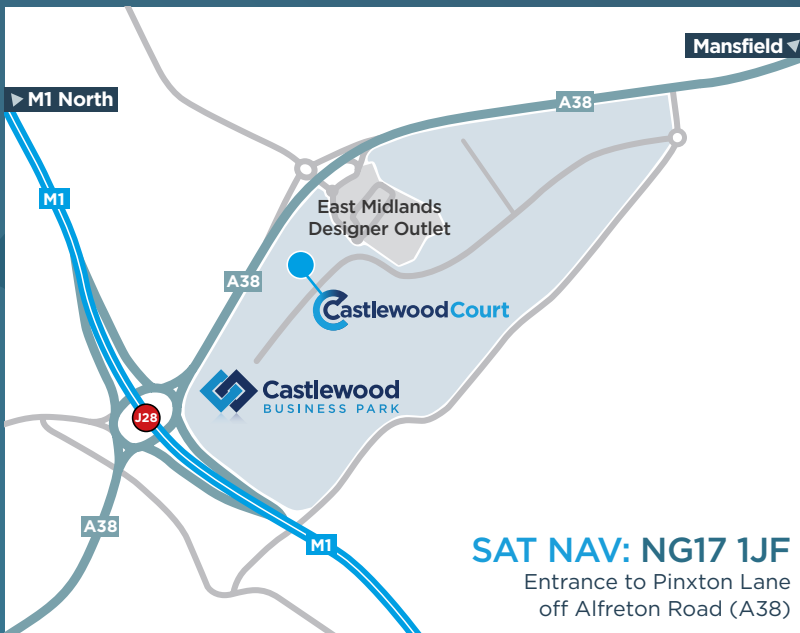 Mansfield
M1 North
A38
M1
East Midlands
Designer Outlet
A38
CastlewoodCourt
Castlewood
BUSINESS PARK
J28
A38
M1
SAT NAV: NG17 1JF
Entrance to Pinxton Lane
off Alfreton Road (A38)